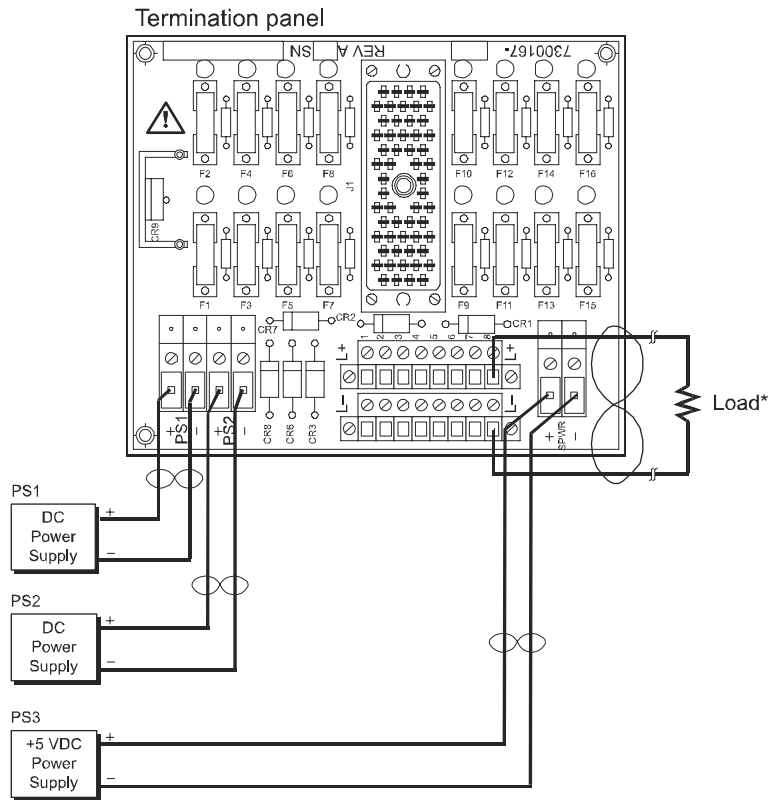 Termination panel
7300167- REV A SN
F2 F4 F6 F8 J1 F10 F12 F14 F16
CR9
F1 F3 F5 F7 F9 F11 F13 F15
CR7 CR2 CR1
L+ 1 2 3 4 5 6 7 8 L+
L- L-
+ PS1 - + PS2 - CR8 CR6 CR3 + SPWR -
Load*
PS1
DC
Power
Supply
+
-
PS2
DC
Power
Supply
+
-
PS3
+5 VDC
Power
Supply
+
-